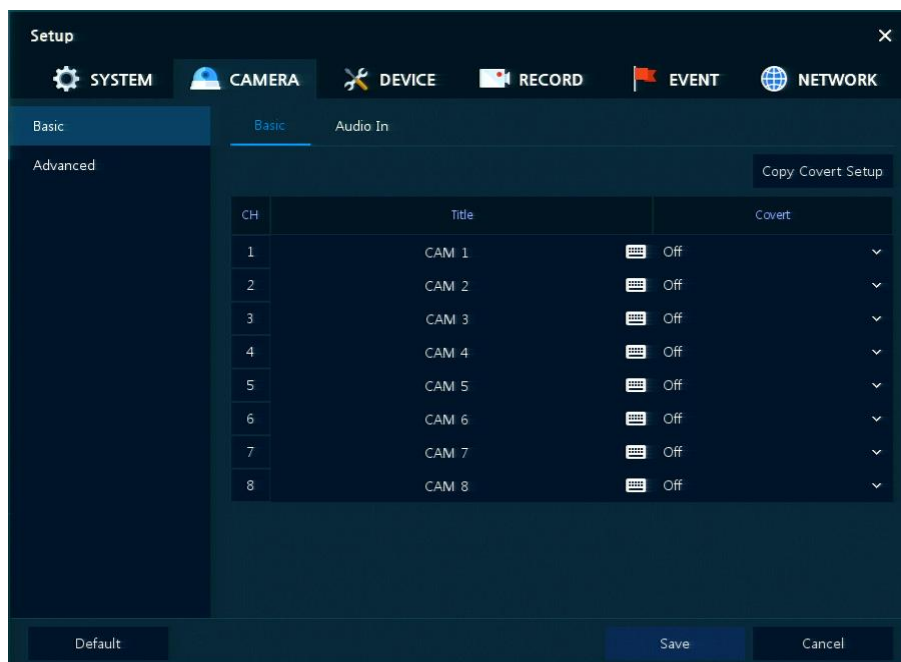 Setup
SYSTEM CAMERA DEVICE RECORD EVENT NETWORK
Basic Basic Audio In
Advanced
Copy Covert Setup
CH Title Covert
1 CAM 1 Off
2 CAM 2 Off
3 CAM 3 Off
4 CAM 4 Off
5 CAM 5 Off
6 CAM 6 Off
7 CAM 7 Off
8 CAM 8 Off
Default Save Cancel